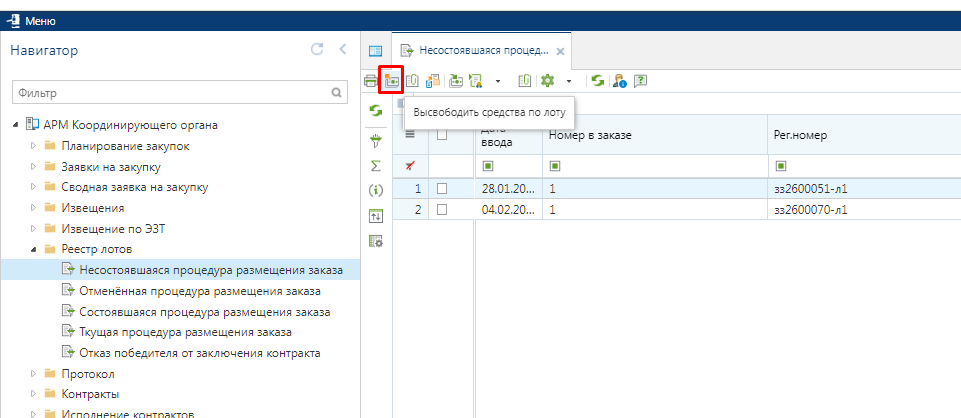 Меню
Навигатор
Фильтр
АРМ Координирующего органа
Планирование закупок
Заявки на закупку
Сводная заявка на закупку
Извещения
Извещение по ЭЗТ
Реестр лотов
Несостоявшаяся процедура размещения заказа
Отменённая процедура размещения заказа
Состоявшаяся процедура размещения заказа
Ткущая процедура размещения заказа
Отказ победителя от заключения контракта
Протокол
Контракты
Исполнение контрактов
Несостоявшаяся процед...
Высвободить средства по лоту
Дата ввода Номер в заказе Рег.номер
1 28.01.20... 1 зз2600051-л1
2 04.02.20... 1 зз2600070-л1